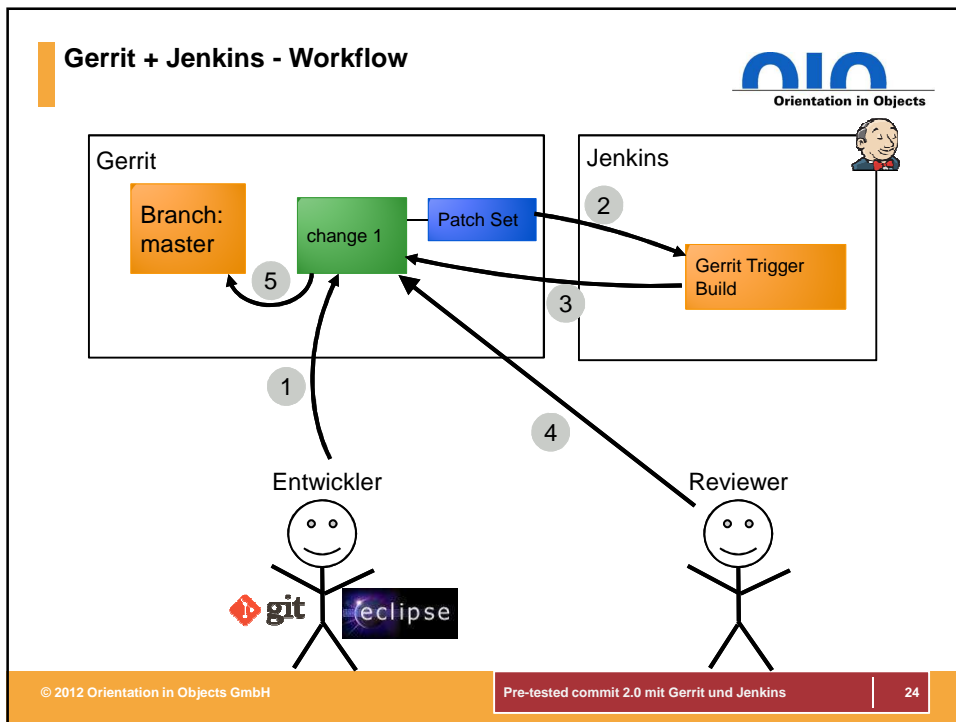 Gerrit + Jenkins - Workflow
Orientation in Objects
Gerrit
Jenkins
Branch:
master
change 1
Patch Set
2
Gerrit Trigger
Build
5
3
1
4
Entwickler
Reviewer
git
eclipse
© 2012 Orientation in Objects GmbH
Pre-tested commit 2.0 mit Gerrit und Jenkins
24